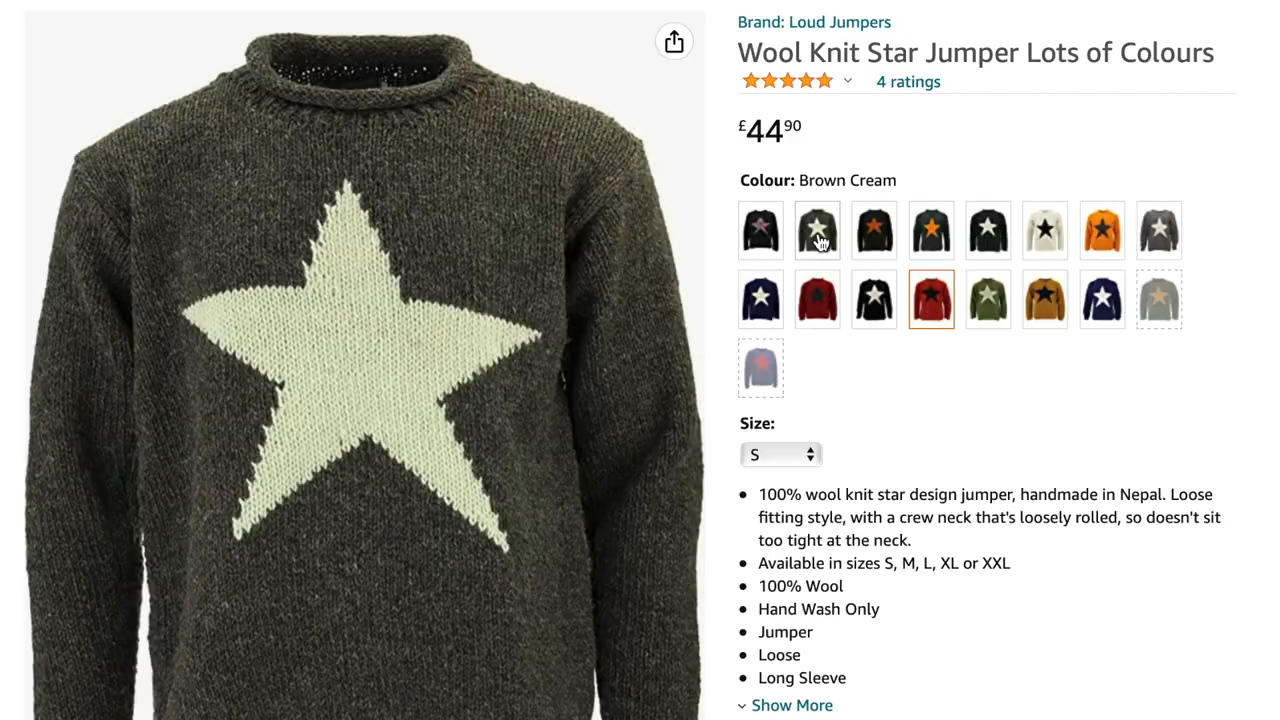 Brand: Loud Jumpers
Wool Knit Star Jumper Lots of Colours
4 ratings
£4490
Colour: Brown Cream
Size:
S
100% wool knit star design jumper, handmade in Nepal. Loose
fitting style, with a crew neck that's loosely rolled, so doesn't sit
too tight at the neck.
Available in sizes S, M, L, XL or XXL
100% Wool
Hand Wash Only
Jumper
Loose
Long Sleeve
Show More